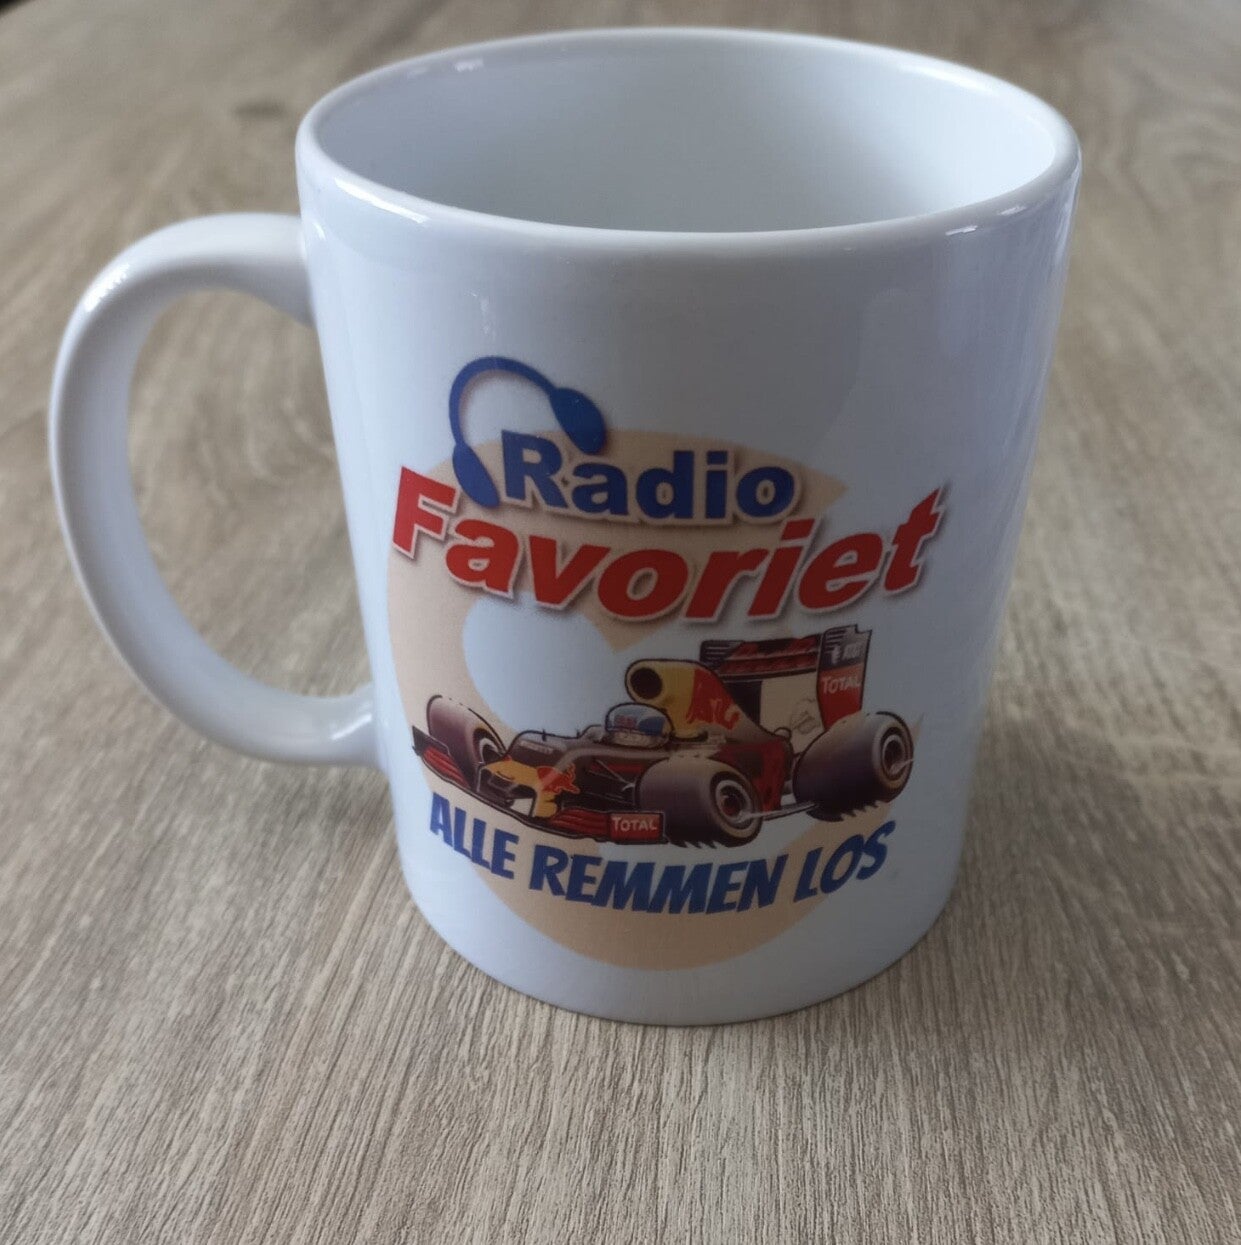 Radio
Favoriet
TOTAL
TOTAL
ALLE REMMEN LOS